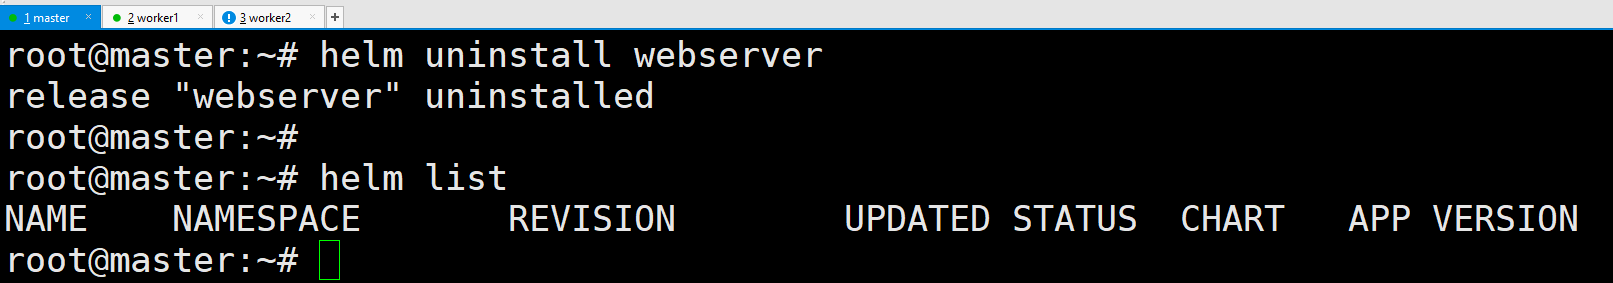 1 master × 2 worker1 × 3 worker2 × +
root@master:~# helm uninstall webserver
release "webserver" uninstalled
root@master:~#
root@master:~# helm list
NAME    NAMESPACE       REVISION        UPDATED STATUS  CHART   APP VERSION
root@master:~#